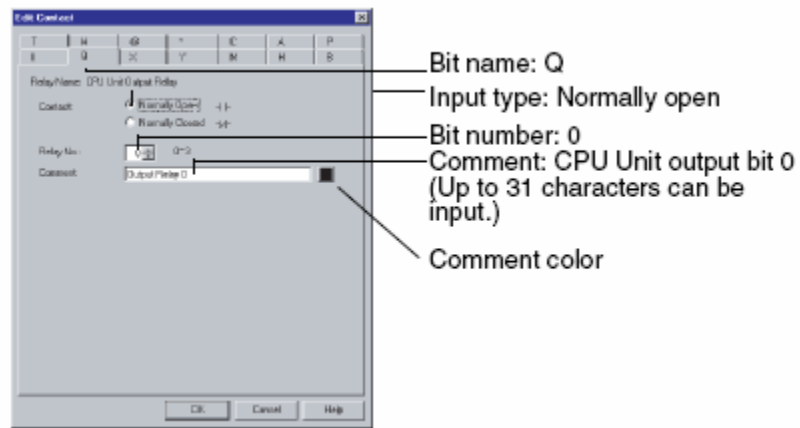 Edit Contact
T N @ * C A P
I Q X Y M H B
Relay Name: CPU Unit Output Relay
Contact: Normally Open
Normally Closed
Relay No.: 0 0~3
Comment: Output Relay 0
OK Cancel Help
Bit name: Q
Input type: Normally open
Bit number: 0
Comment: CPU Unit output bit 0
(Up to 31 characters can be
input.)
Comment color